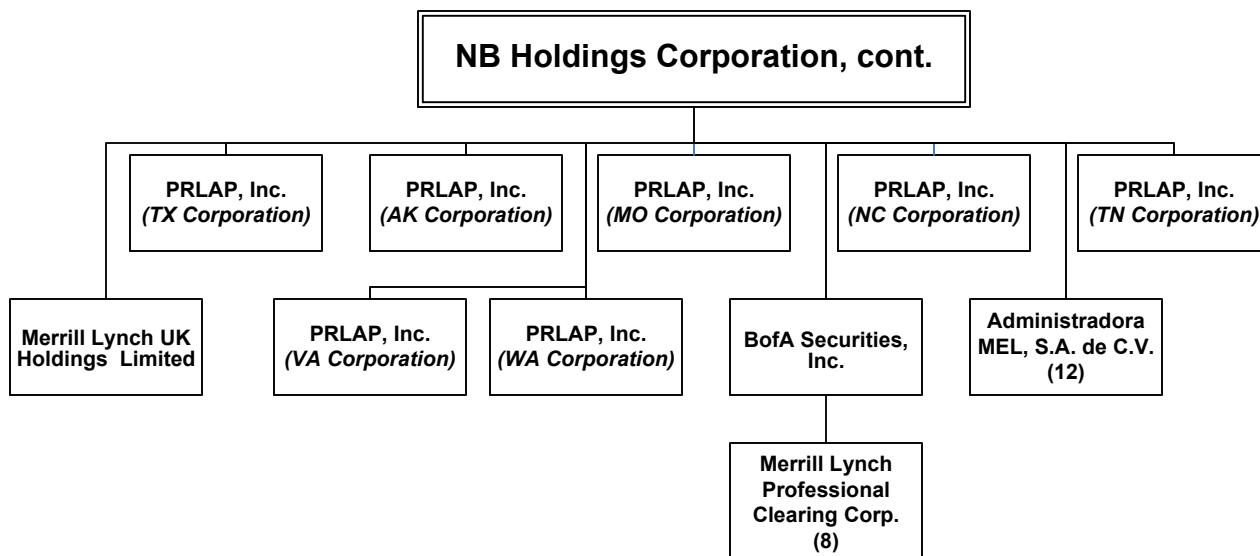 NB Holdings Corporation, cont.
PRLAP, Inc.
(TX Corporation)
PRLAP, Inc.
(AK Corporation)
PRLAP, Inc.
(MO Corporation)
PRLAP, Inc.
(NC Corporation)
PRLAP, Inc.
(TN Corporation)
Merrill Lynch UK
Holdings Limited
PRLAP, Inc.
(VA Corporation)
PRLAP, Inc.
(WA Corporation)
BofA Securities,
Inc.
Administradora
MEL, S.A. de C.V.
(12)
Merrill Lynch
Professional
Clearing Corp.
(8)